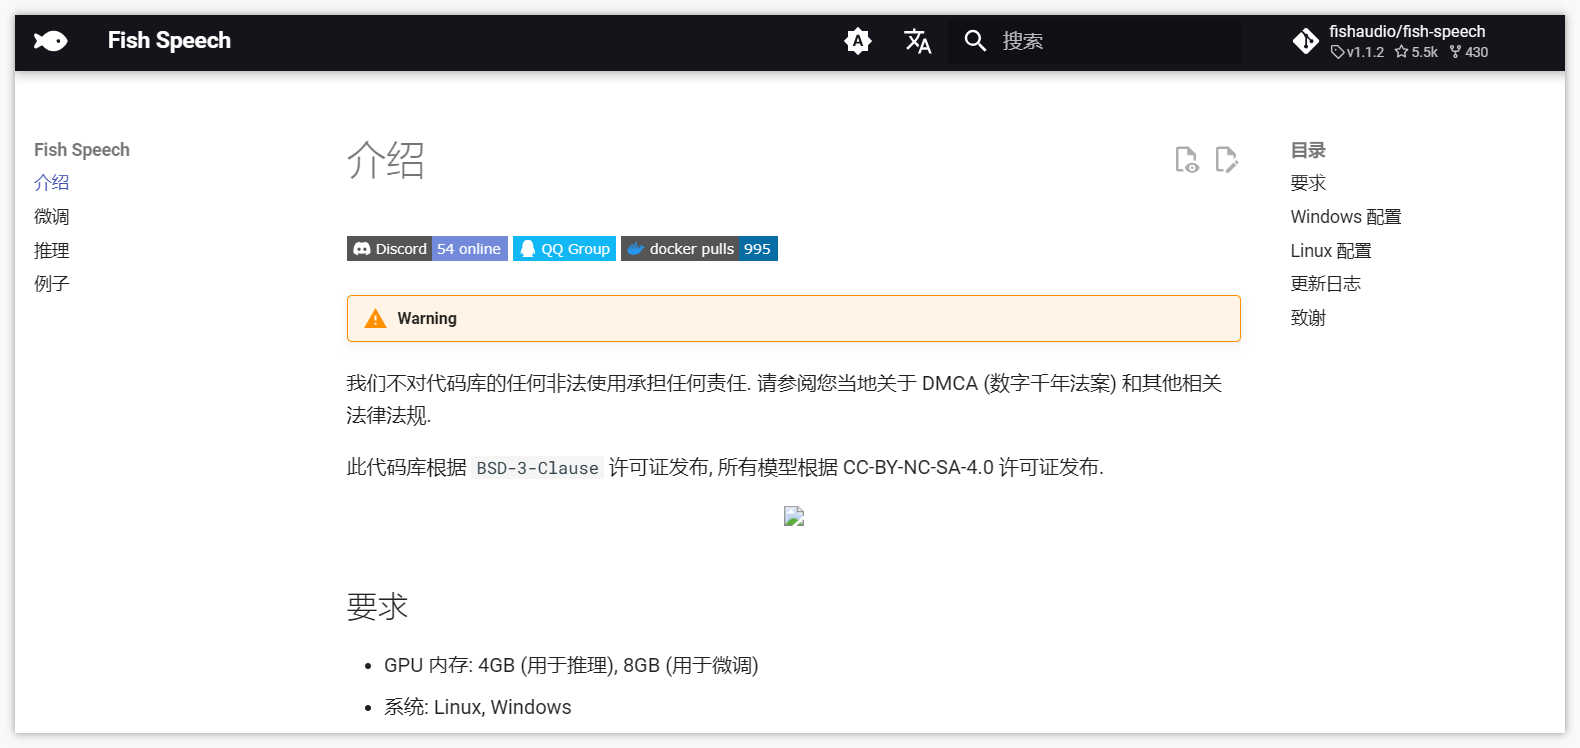 Fish Speech
搜索
fishaudio/fish-speech
v1.1.2 5.5k 430
Fish Speech
介绍
微调
推理
例子
介绍
Discord 54 online QQ Group docker pulls 995
Warning
我们不对代码库的任何非法使用承担任何责任. 请参阅您当地关于 DMCA (数字千年法案) 和其他相关
法律法规.
此代码库根据 BSD-3-Clause 许可证发布, 所有模型根据 CC-BY-NC-SA-4.0 许可证发布.
要求
GPU 内存: 4GB (用于推理), 8GB (用于微调)
系统: Linux, Windows
目录
要求
Windows 配置
Linux 配置
更新日志
致谢